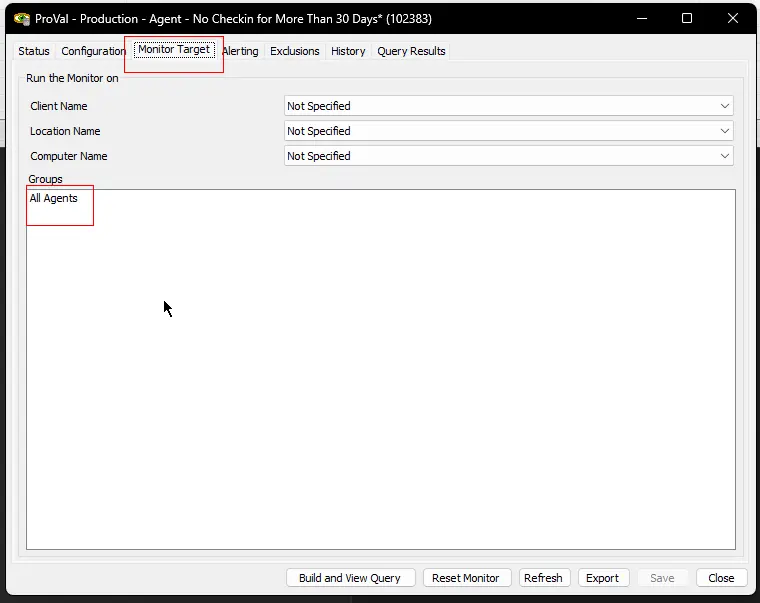 ProVal - Production - Agent - No Checkin for More Than 30 Days* (102383)
Status Configuration Monitor Target Alerting Exclusions History Query Results
Run the Monitor on
Client Name Not Specified
Location Name Not Specified
Computer Name Not Specified
Groups
All Agents
Build and View Query Reset Monitor Refresh Export Save Close